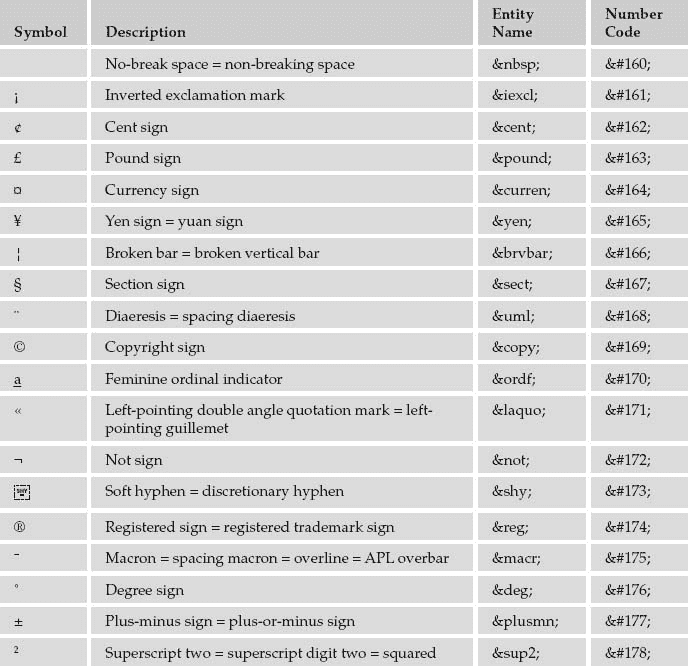 Symbol Description Entity Name Number Code
No-break space = non-breaking space &nbsp; &#160;
¡ Inverted exclamation mark &iexcl; &#161;
¢ Cent sign &cent; &#162;
£ Pound sign &pound; &#163;
¤ Currency sign &curren; &#164;
¥ Yen sign = yuan sign &yen; &#165;
¦ Broken bar = broken vertical bar &brvbar; &#166;
§ Section sign &sect; &#167;
¨ Diaeresis = spacing diaeresis &uml; &#168;
© Copyright sign &copy; &#169;
a Feminine ordinal indicator &ordf; &#170;
« Left-pointing double angle quotation mark = left- &laquo; &#171;
pointing guillemet
¬ Not sign &not; &#172;
Soft hyphen = discretionary hyphen &shy; &#173;
® Registered sign = registered trademark sign &reg; &#174;
¯ Macron = spacing macron = overline = APL overbar &macr; &#175;
° Degree sign &deg; &#176;
± Plus-minus sign = plus-or-minus sign &plusmn; &#177;
² Superscript two = superscript digit two = squared &sup2; &#178;